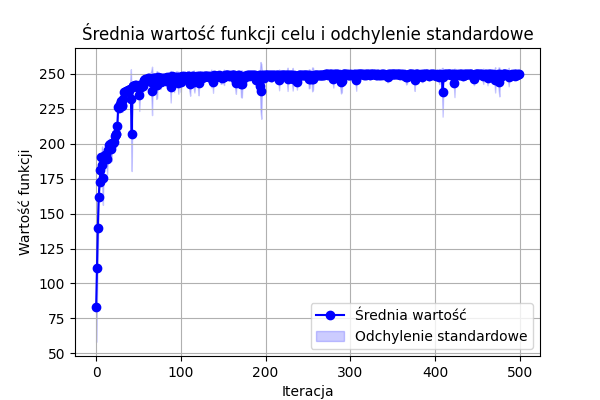 Średnia wartość funkcji celu i odchylenie standardowe
Wartość funkcji
250
225
200
175
150
125
100
75
50
0 100 200 300 400 500
Iteracja
Średnia wartość
Odchylenie standardowe